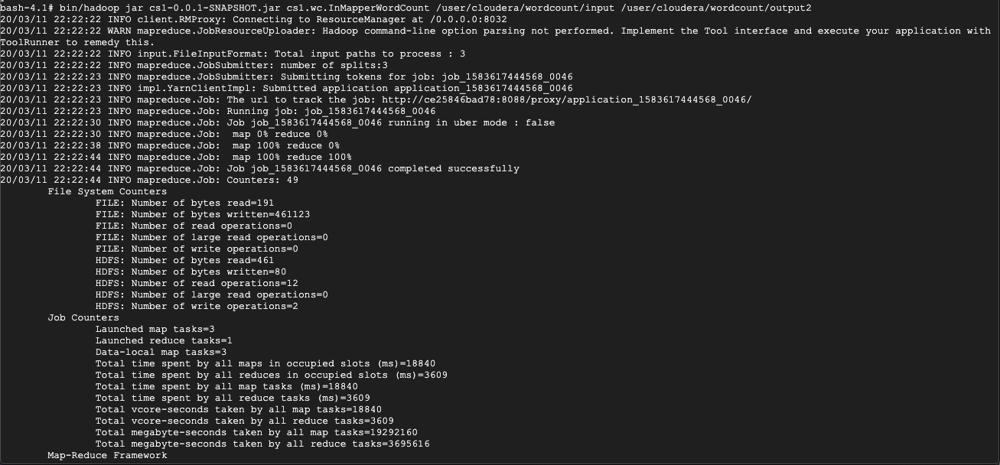 bash-4.1# bin/hadoop jar cs1-0.0.1-SNAPSHOT.jar cs1.wc.InMapperWordCount /user/cloudera/wordcount/input /user/cloudera/wordcount/output2
20/03/11 22:22:22 INFO client.RMProxy: Connecting to ResourceManager at /0.0.0.0:8032
20/03/11 22:22:22 WARN mapreduce.JobResourceUploader: Hadoop command-line option parsing not performed. Implement the Tool interface and execute your application with
ToolRunner to remedy this.
20/03/11 22:22:22 INFO input.FileInputFormat: Total input paths to process : 3
20/03/11 22:22:22 INFO mapreduce.JobSubmitter: number of splits:3
20/03/11 22:22:23 INFO mapreduce.JobSubmitter: Submitting tokens for job: job_1583617444568_0046
20/03/11 22:22:23 INFO impl.YarnClientImpl: Submitted application application_1583617444568_0046
20/03/11 22:22:23 INFO mapreduce.Job: The url to track the job: http://ce25846bad78:8088/proxy/application_1583617444568_0046/
20/03/11 22:22:23 INFO mapreduce.Job: Running job: job_1583617444568_0046
20/03/11 22:22:30 INFO mapreduce.Job: Job job_1583617444568_0046 running in uber mode : false
20/03/11 22:22:30 INFO mapreduce.Job:  map 0% reduce 0%
20/03/11 22:22:38 INFO mapreduce.Job:  map 100% reduce 0%
20/03/11 22:22:44 INFO mapreduce.Job:  map 100% reduce 100%
20/03/11 22:22:44 INFO mapreduce.Job: Job job_1583617444568_0046 completed successfully
20/03/11 22:22:44 INFO mapreduce.Job: Counters: 49
File System Counters
FILE: Number of bytes read=191
FILE: Number of bytes written=461123
FILE: Number of read operations=0
FILE: Number of large read operations=0
FILE: Number of write operations=0
HDFS: Number of bytes read=461
HDFS: Number of bytes written=80
HDFS: Number of read operations=12
HDFS: Number of large read operations=0
HDFS: Number of write operations=2
Job Counters
Launched map tasks=3
Launched reduce tasks=1
Data-local map tasks=3
Total time spent by all maps in occupied slots (ms)=18840
Total time spent by all reduces in occupied slots (ms)=3609
Total time spent by all map tasks (ms)=18840
Total time spent by all reduce tasks (ms)=3609
Total vcore-seconds taken by all map tasks=18840
Total vcore-seconds taken by all reduce tasks=3609
Total megabyte-seconds taken by all map tasks=19292160
Total megabyte-seconds taken by all reduce tasks=3695616
Map-Reduce Framework